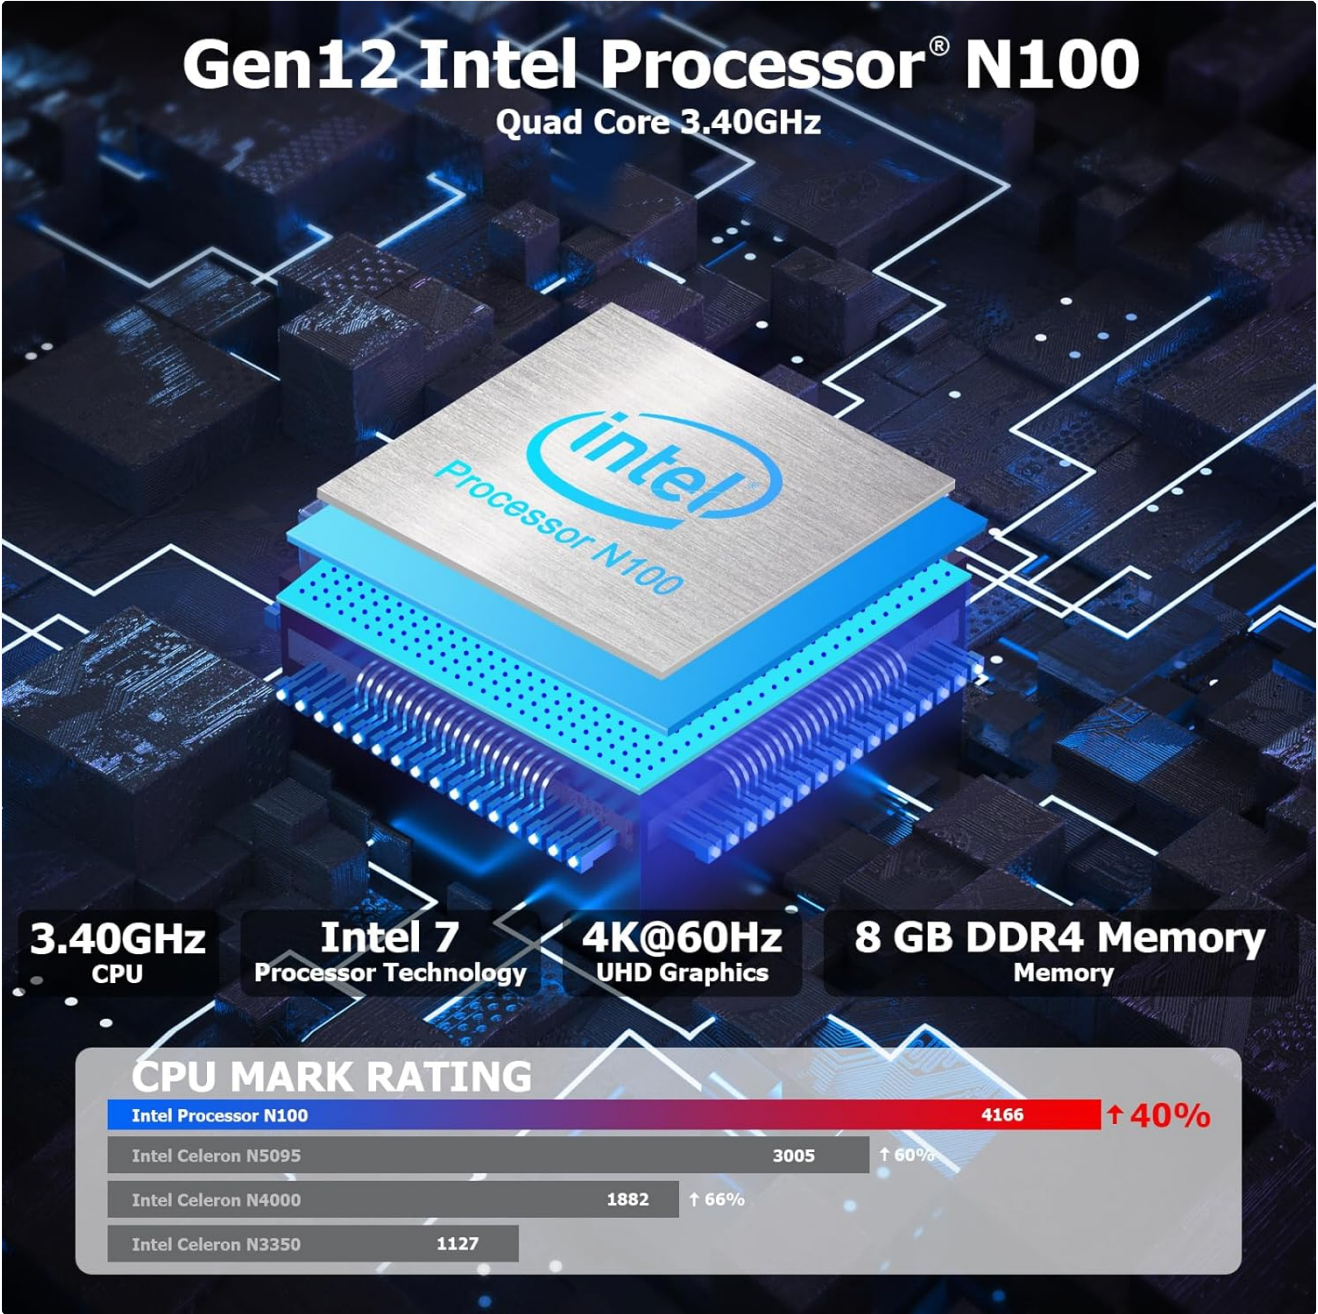 Gen12 Intel Processor® N100
Quad Core 3.40GHz
intel®
Processor N100
3.40GHz
CPU
Intel 7
Processor Technology
4K@60Hz
UHD Graphics
8 GB DDR4 Memory
Memory
CPU MARK RATING
Intel Processor N100 4166 ↑40%
Intel Celeron N5095 3005 ↑60%
Intel Celeron N4000 1882 ↑66%
Intel Celeron N3350 1127